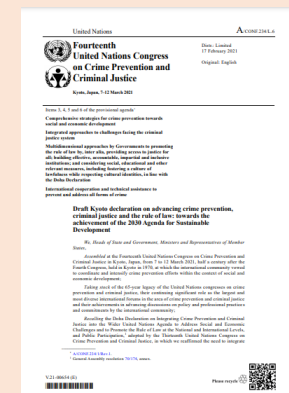 United Nations
A/CONF.234/L.6
Fourteenth
United Nations Congress
on Crime Prevention and
Criminal Justice
Kyoto, Japan, 7–12 March 2021
Distr.: Limited
17 February 2021
Original: English
Items 3, 4, 5 and 6 of the provisional agenda*
Comprehensive strategies for crime prevention towards
social and economic development
Integrated approaches to challenges facing the criminal
justice system
Multidimensional approaches by Governments to promoting
the rule of law by, inter alia, providing access to justice for
all; building effective, accountable, impartial and inclusive
institutions; and considering social, educational and other
relevant measures, including fostering a culture of
lawfulness while respecting cultural identities, in line with
the Doha Declaration
International cooperation and technical assistance to
prevent and address all forms of crime
Draft Kyoto declaration on advancing crime prevention,
criminal justice and the rule of law: towards the
achievement of the 2030 Agenda for Sustainable
Development
We, Heads of State and Government, Ministers and Representatives of Member
States,
Assembled at the Fourteenth United Nations Congress on Crime Prevention and
Criminal Justice in Kyoto, Japan, from 7 to 12 March 2021, half a century after the
Fourth Congress, held in Kyoto in 1970, at which the international community vowed
to coordinate and intensify crime prevention efforts within the context of social and
economic development,
Taking stock of the 65-year legacy of the United Nations congresses on crime
prevention and criminal justice, their continuing significant role as the largest and
most diverse international forums in the area of crime prevention and criminal justice
and their achievements in advancing discussions on policy and professional practices
and commitments by the international community,
Recalling the Doha Declaration on Integrating Crime Prevention and Criminal
Justice into the Wider United Nations Agenda to Address Social and Economic
Challenges and to Promote the Rule of Law at the National and International Levels,
and Public Participation,¹ adopted by the Thirteenth United Nations Congress on
Crime Prevention and Criminal Justice, in which we reaffirmed the need to integrate
* A/CONF.234/1/Rev.1.
¹ General Assembly resolution 70/174, annex.
V.21-00654 (E)
Please recycle